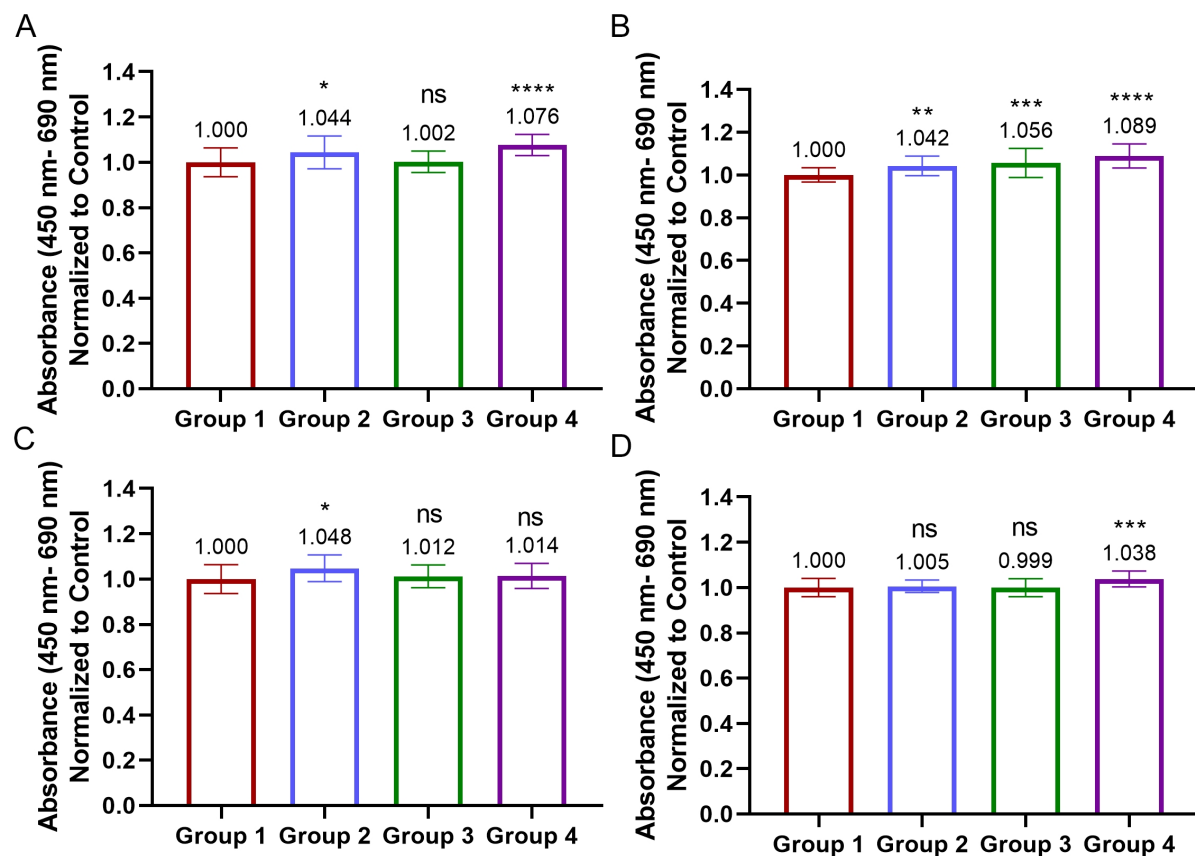 A
Absorbance (450 nm- 690 nm)
Normalized to Control
1.4
1.2
1.0
0.8
0.6
0.4
0.2
0.0
* ns ****
1.000 1.044 1.002 1.076
Group 1 Group 2 Group 3 Group 4
B
Absorbance (450 nm- 690 nm)
Normalized to Control
1.4
1.2
1.0
0.8
0.6
0.4
0.2
0.0
** *** ****
1.000 1.042 1.056 1.089
Group 1 Group 2 Group 3 Group 4
C
Absorbance (450 nm- 690 nm)
Normalized to Control
1.4
1.2
1.0
0.8
0.6
0.4
0.2
0.0
* ns ns
1.000 1.048 1.012 1.014
Group 1 Group 2 Group 3 Group 4
D
Absorbance (450 nm- 690 nm)
Normalized to Control
1.4
1.2
1.0
0.8
0.6
0.4
0.2
0.0
ns ns ***
1.000 1.005 0.999 1.038
Group 1 Group 2 Group 3 Group 4